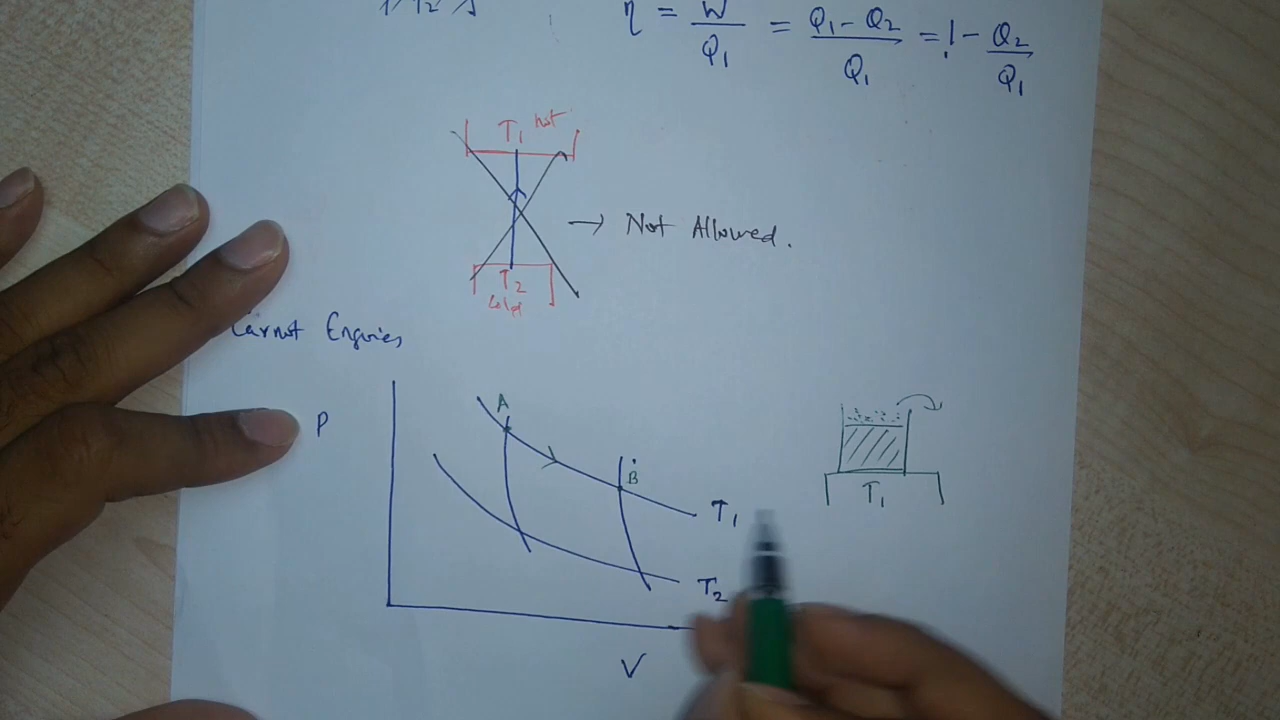 η = W/Q₁ = Q₁ - Q₂/Q₁ = 1 - Q₂/Q₁
T₁ hot
→ Not Allowed.
T₂
cold
Carnot Engines
A
P
B
T₁
T₁
T₂
V